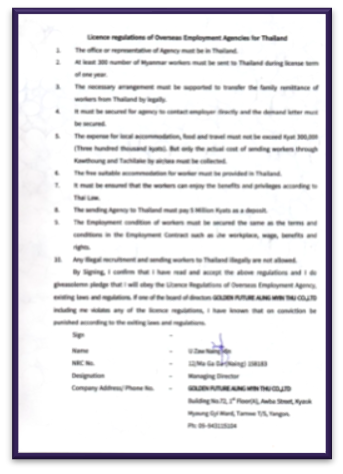 Licence regulations of Overseas Employment Agencies for Thailand
1. The office or representative of Agency must be in Thailand.
2. At least 300 number of Myanmar workers must be sent to Thailand during license term
of one year.
3. The necessary arrangement must be supported to transfer the family remittance of
workers from Thailand by legally.
4. It must be secured for agency to contact employer directly and the demand letter must
be secured.
5. The expense for local accommodation, food and travel must not be exceed Kyat 300,000
(Three hundred thousand kyats). But only the actual cost of sending workers through
Kawthoung and Tachilake by air/sea must be collected.
6. The free suitable accommodation for worker must be provided in Thailand.
7. It must be ensured that the workers can enjoy the benefits and privileges according to
Thai Law.
8. The sending Agency to Thailand must pay 5 Million Kyats as a deposit.
9. The Employment condition of workers must be secured the same as the terms and
conditions in the Employment Contract such as the workplace, wage, benefits and
rights.
10. Any illegal recruitment and sending workers to Thailand illegally are not allowed.
By Signing, I confirm that I have read and accept the above regulations and I do
pledge that I will obey the Licence Regulations of Overseas Employment Agency,
existing laws and regulations. If one of the board of directors GOLDEN FUTURE AUNG MYIN THU CO.,LTD
including me violates any of the licence regulations, I have known that on conviction be
punished according to the exiting laws and regulations.
Sign -
Name - U Zaw Naing
NRC No. - (Naing)
Designation - Managing Director
Company Address/ Phone No. - GOLDEN FUTURE AUNG MYIN THU CO.,LTD
Building No.72, 1st Floor(A), Street, Kyauk
Myaung Gyi Ward, Tamwe T/S, Yangon.
Ph: